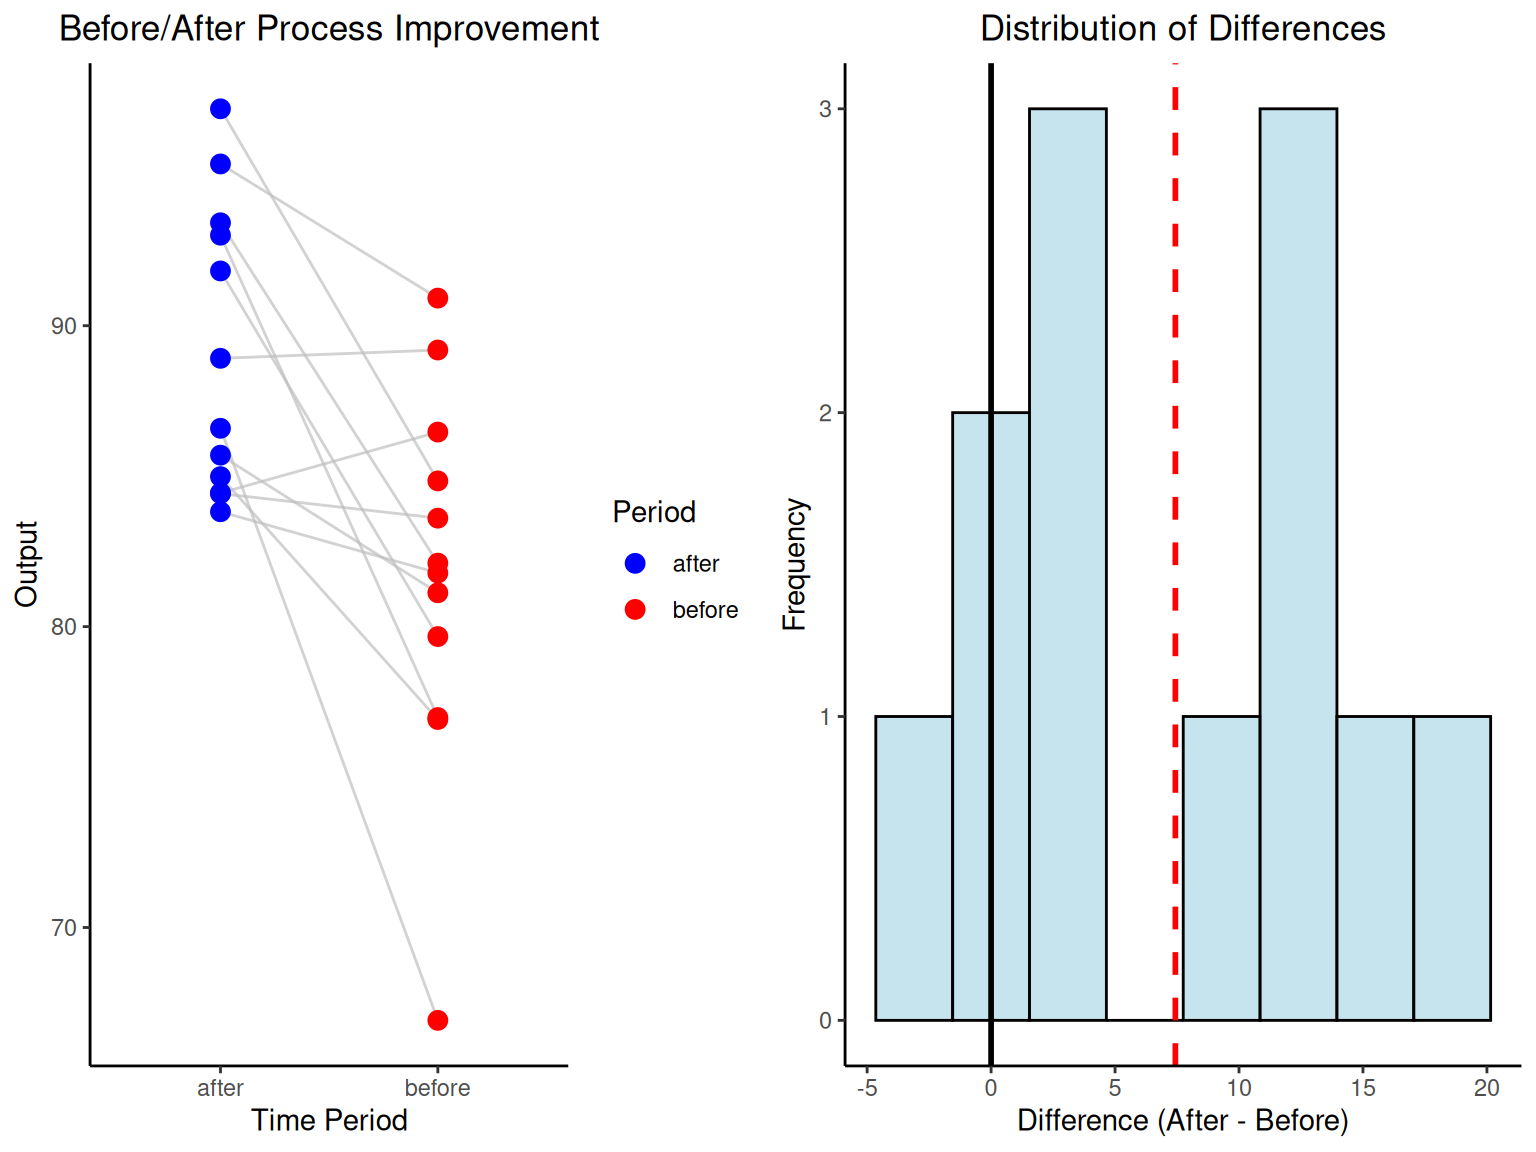 Before/After Process Improvement
Output
90
80
70
after
before
Time Period
Period
after
before
Distribution of Differences
Frequency
3
2
1
0
-5
0
5
10
15
20
Difference (After - Before)